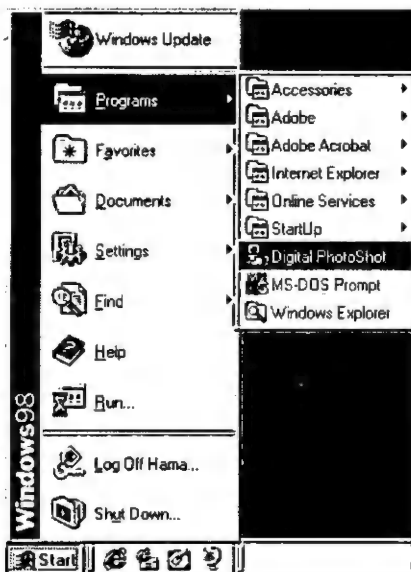 Windows Update
Programs
Favorites
Documents
Settings
Find
Help
Run...
Log Off Hama...
Shut Down...
Accessories
Adobe
Adobe Acrobat
Internet Explorer
Online Services
StartUp
Digital PhotoShot
MS-DOS Prompt
Windows Explorer
Windows98
Start